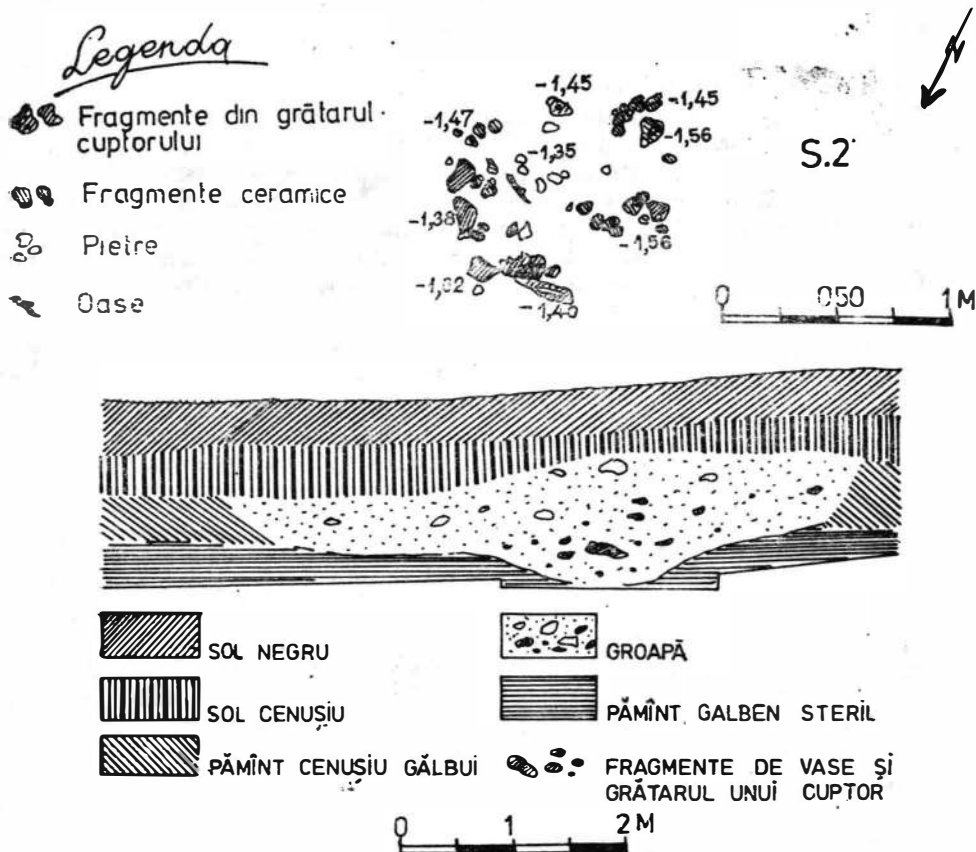 Legenda
Fragmente din grătarul
cuptorului
Fragmente ceramice
Pietre
Oase
N
-1,45
-1,45
-1,47
-1,56
-1,35
S.2
-1,38
-1,56
-1,82
-1,40
0 050 1 M
SOL NEGRU
SOL CENUȘIU
PĂMÎNT CENUȘIU GĂLBUI
GROAPĂ
PĂMÎNT GALBEN STERIL
FRAGMENTE DE VASE ȘI
GRĂTARUL UNUI CUPTOR
0 1 2 M